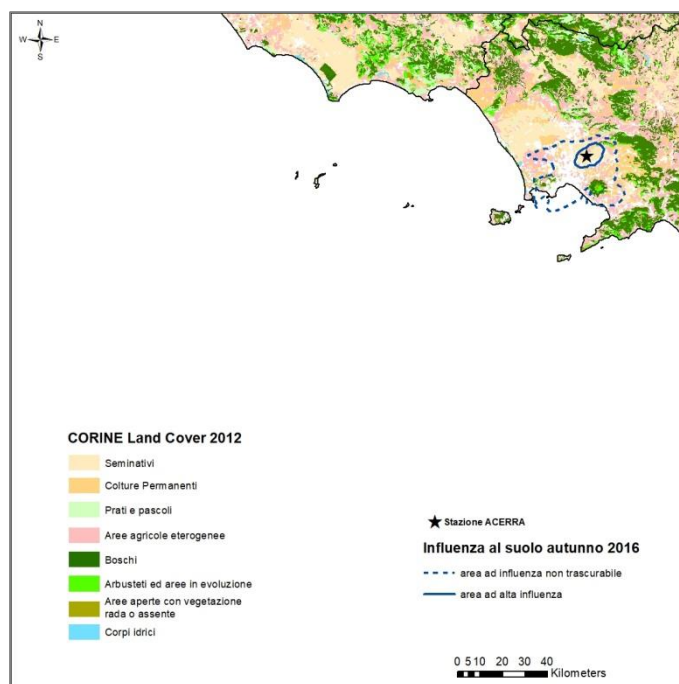 N
W E
S
CORINE Land Cover 2012
Seminativi
Colture Permanenti
Prati e pascoli
Aree agricole eterogenee
Boschi
Arbusteti ed aree in evoluzione
Aree aperte con vegetazione
rada o assente
Corpi idrici
Stazione ACERRA
Influenza al suolo autunno 2016
area ad influenza non trascurabile
area ad alta influenza
0 5 10 20 30 40
Kilometers